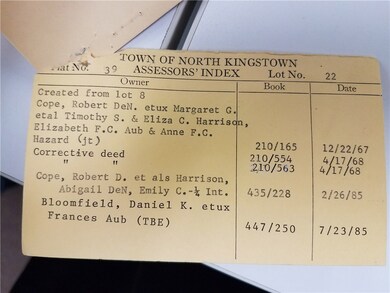 TOWN OF NORTH KINGSTOWN
Plat No. 39 ASSESSORS' INDEX Lot No. 22
Owner Book Date
Created from lot 8
Cope, Robert DeN. etux Margaret G.
etal Timothy S. & Eliza C. Harrison,
Elizabeth F.C. Aub & Anne F.C.
Hazard (jt) 210/165 12/22/67
Corrective deed 210/554 4/17/68
" " 210/563 4/17/68
Cope, Robert D. et als Harrison,
Abigail DeN, Emily C.-¼ Int. 435/228 2/26/85
Bloomfield, Daniel K. etux
Frances Aub (TBE) 447/250 7/23/85